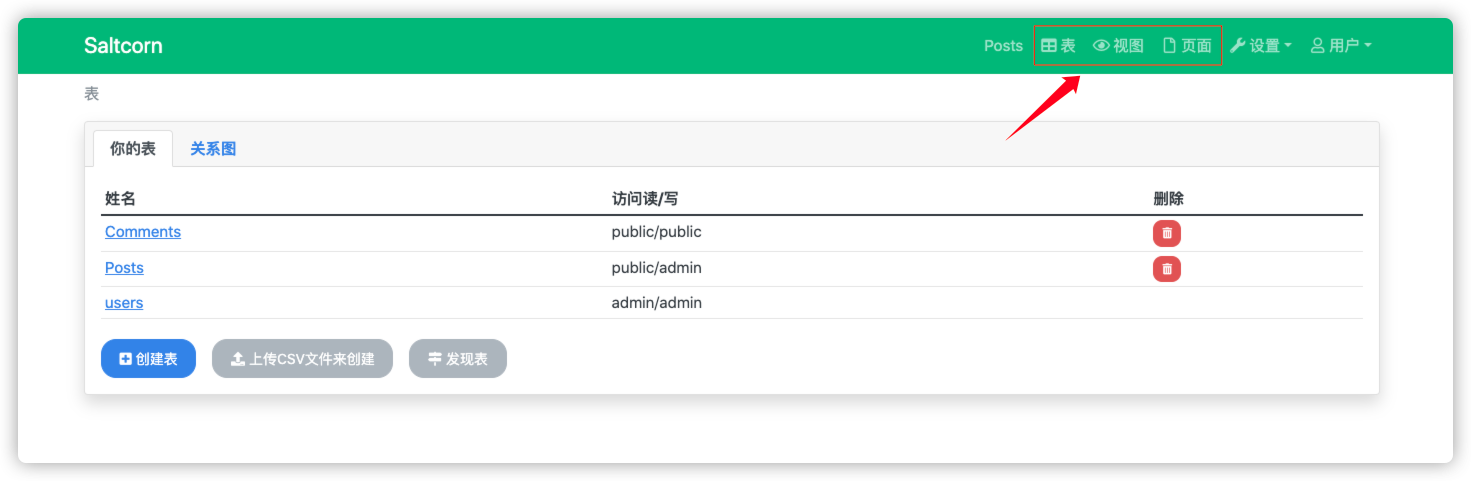 Saltcorn Posts 表 视图 页面 设置 用户
表
你的表 关系图
姓名 访问读/写 删除
Comments public/public
Posts public/admin
users admin/admin
创建表 上传CSV文件来创建 发现表